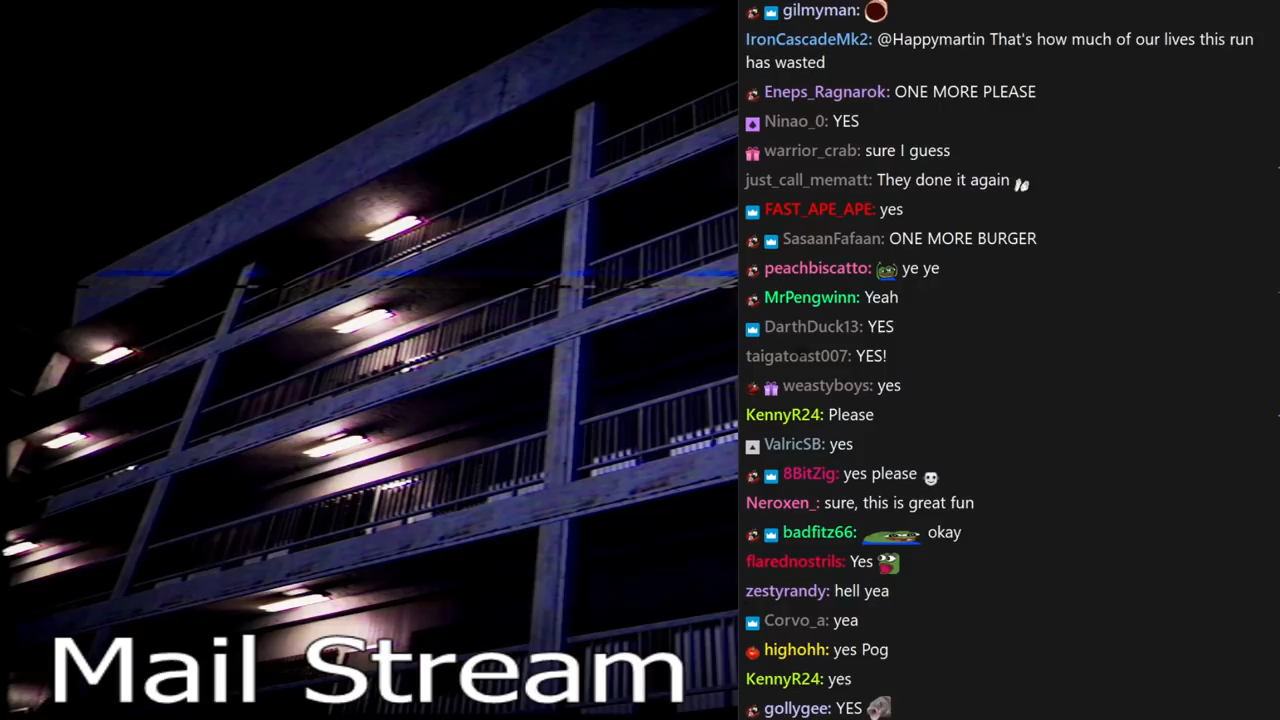 gilmyman:
IronCascadeMk2: @Happymartin That's how much of our lives this run
has wasted
Eneps_Ragnarok: ONE MORE PLEASE
Ninao_0: YES
warrior_crab: sure I guess
just_call_mematt: They done it again
FAST_APE_APE: yes
SasaanFafaan: ONE MORE BURGER
peachbiscatto: ye ye
MrPengwinn: Yeah
DarthDuck13: YES
taigatoast007: YES!
weastyboys: yes
KennyR24: Please
ValricSB: yes
8BitZig: yes please
Neroxen_: sure, this is great fun
badfitz66: okay
flarednostrils: Yes
zestyrandy: hell yea
Corvo_a: yea
highohh: yes Pog
KennyR24: yes
gollygee: YES
Mail Stream